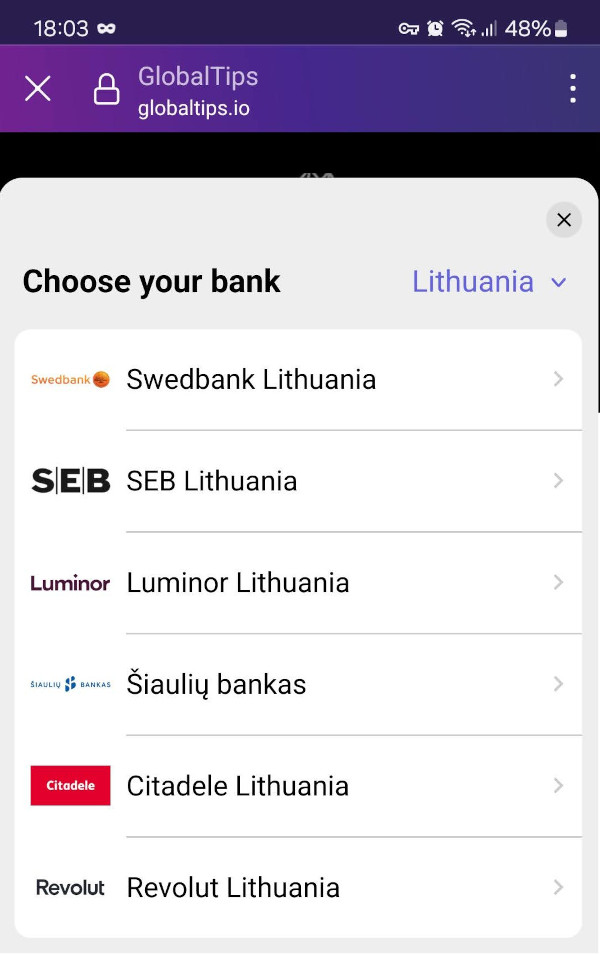 18:03 48%
GlobalTips
globaltips.io
Choose your bank Lithuania
Swedbank Swedbank Lithuania
SEB SEB Lithuania
Luminor Luminor Lithuania
ŠIAULIŲ BANKAS Šiaulių bankas
Citadele Citadele Lithuania
Revolut Revolut Lithuania